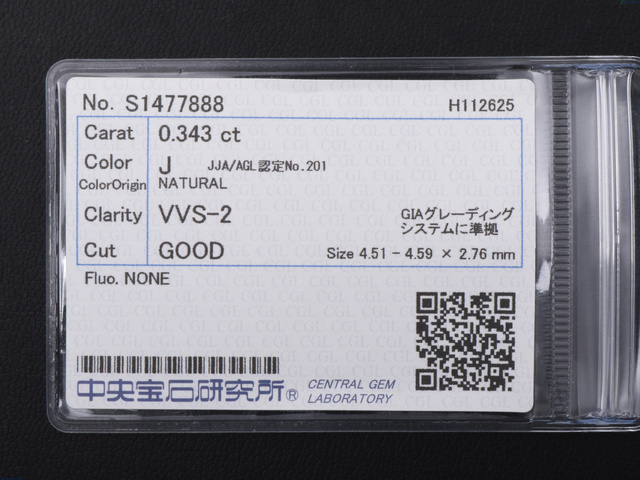 No. S1477888 H112625
Carat 0.343 ct
Color J JJA/AGL認定No.201
ColorOrigin NATURAL
Clarity VVS-2 GIAグレーディング
システムに準拠
Cut GOOD Size 4.51 - 4.59 × 2.76 mm
Fluo. NONE
中央宝石研究所® CENTRAL GEM
LABORATORY